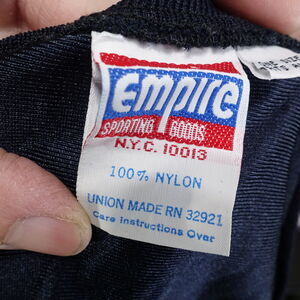 Empire
SPORTING GOODS
N.Y.C. 10013
100% NYLON
UNION MADE RN 32921
Care Instructions Over